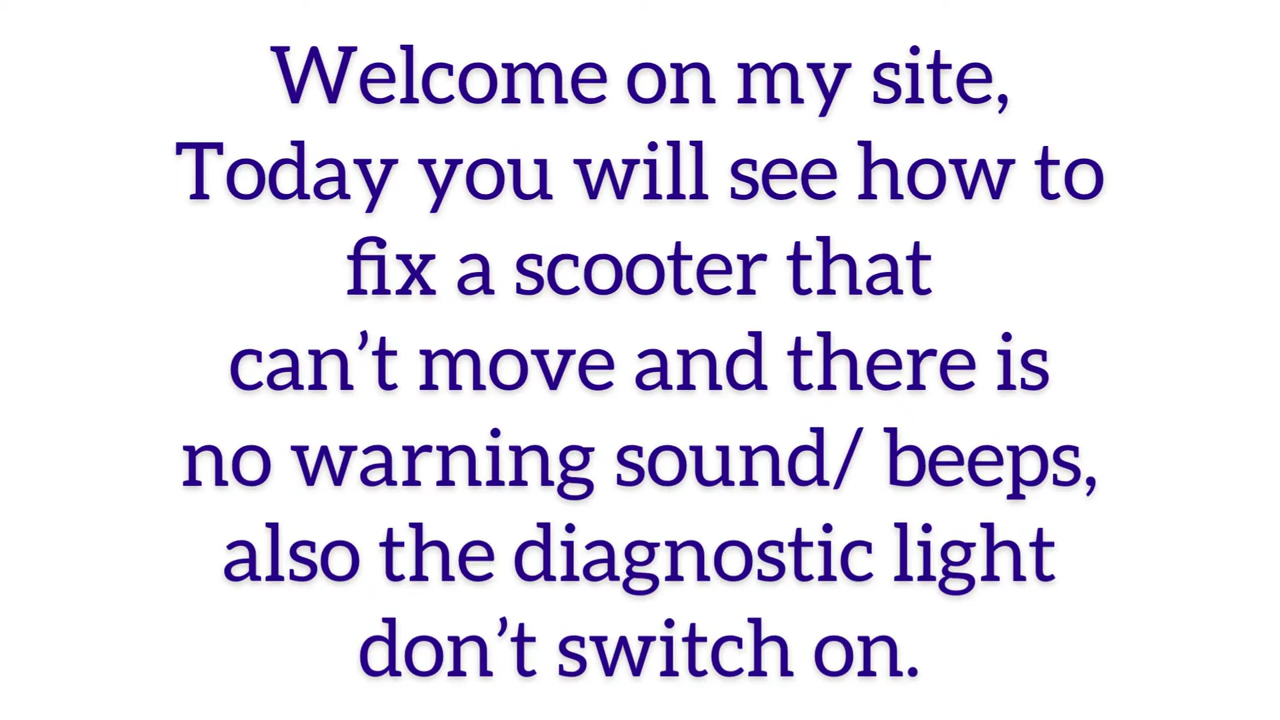 Welcome on my site,
Today you will see how to
fix a scooter that
can’t move and there is
no warning sound/ beeps,
also the diagnostic light
don’t switch on.